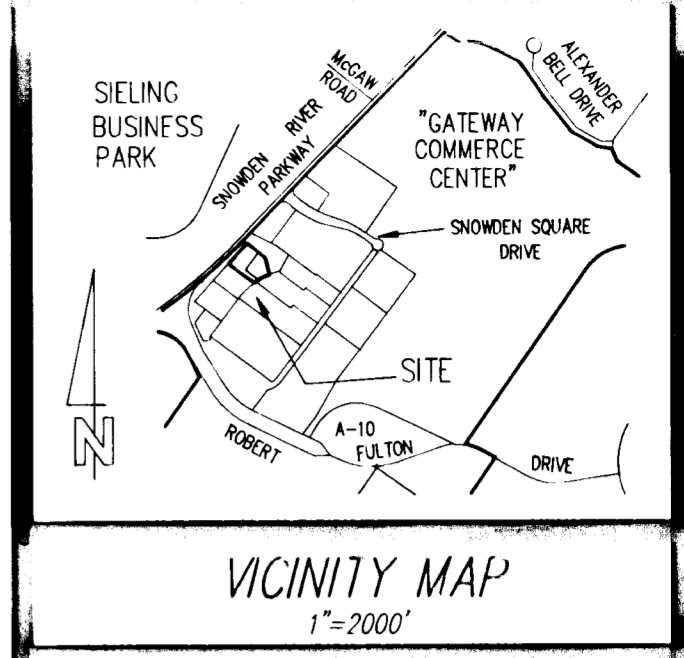 McGAW
ROAD
ALEXANDER
BELL DRIVE
SIELING
BUSINESS
PARK
SNOWDEN RIVER
PARKWAY
"GATEWAY
COMMERCE
CENTER"
SNOWDEN SQUARE
DRIVE
SITE
N
ROBERT
A-10
FULTON
DRIVE
VICINITY MAP
1"=2000'